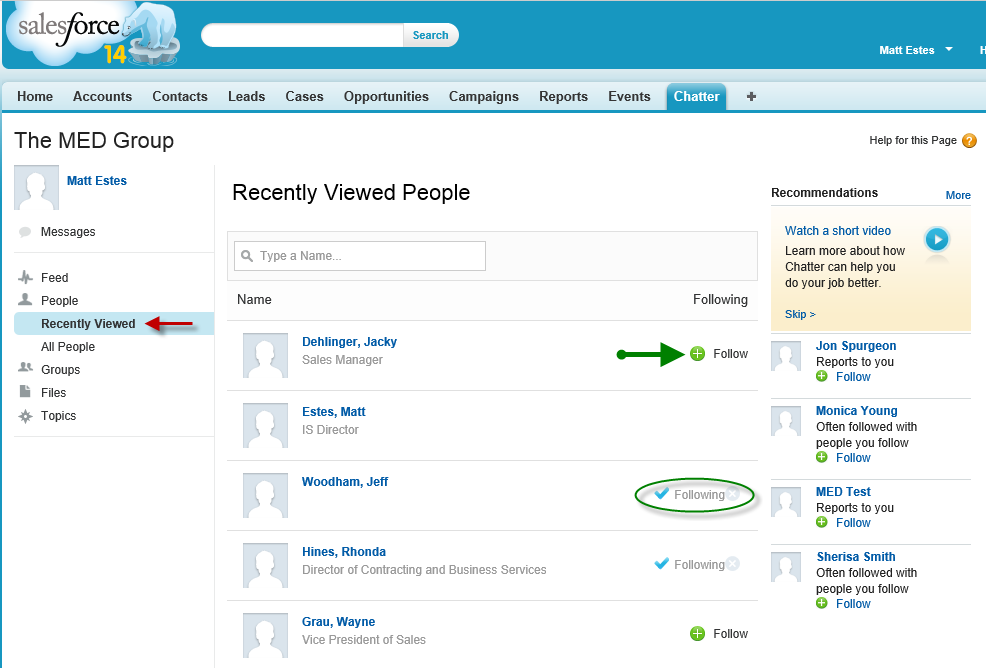 salesforce
14
Search
Matt Estes
H
Home Accounts Contacts Leads Cases Opportunities Campaigns Reports Events Chatter +
The MED Group
Help for this Page ?
Matt Estes
Messages
Feed
People
Recently Viewed
All People
Groups
Files
Topics
Recently Viewed People
Type a Name...
Name Following
Dehlinger, Jacky
Sales Manager
Follow
Estes, Matt
IS Director
Woodham, Jeff
Following
Hines, Rhonda
Director of Contracting and Business Services
Following
Grau, Wayne
Vice President of Sales
Follow
Recommendations More
Watch a short video
Learn more about how
Chatter can help you
do your job better.
Skip >
Jon Spurgeon
Reports to you
Follow
Monica Young
Often followed with
people you follow
Follow
MED Test
Reports to you
Follow
Sherisa Smith
Often followed with
people you follow
Follow